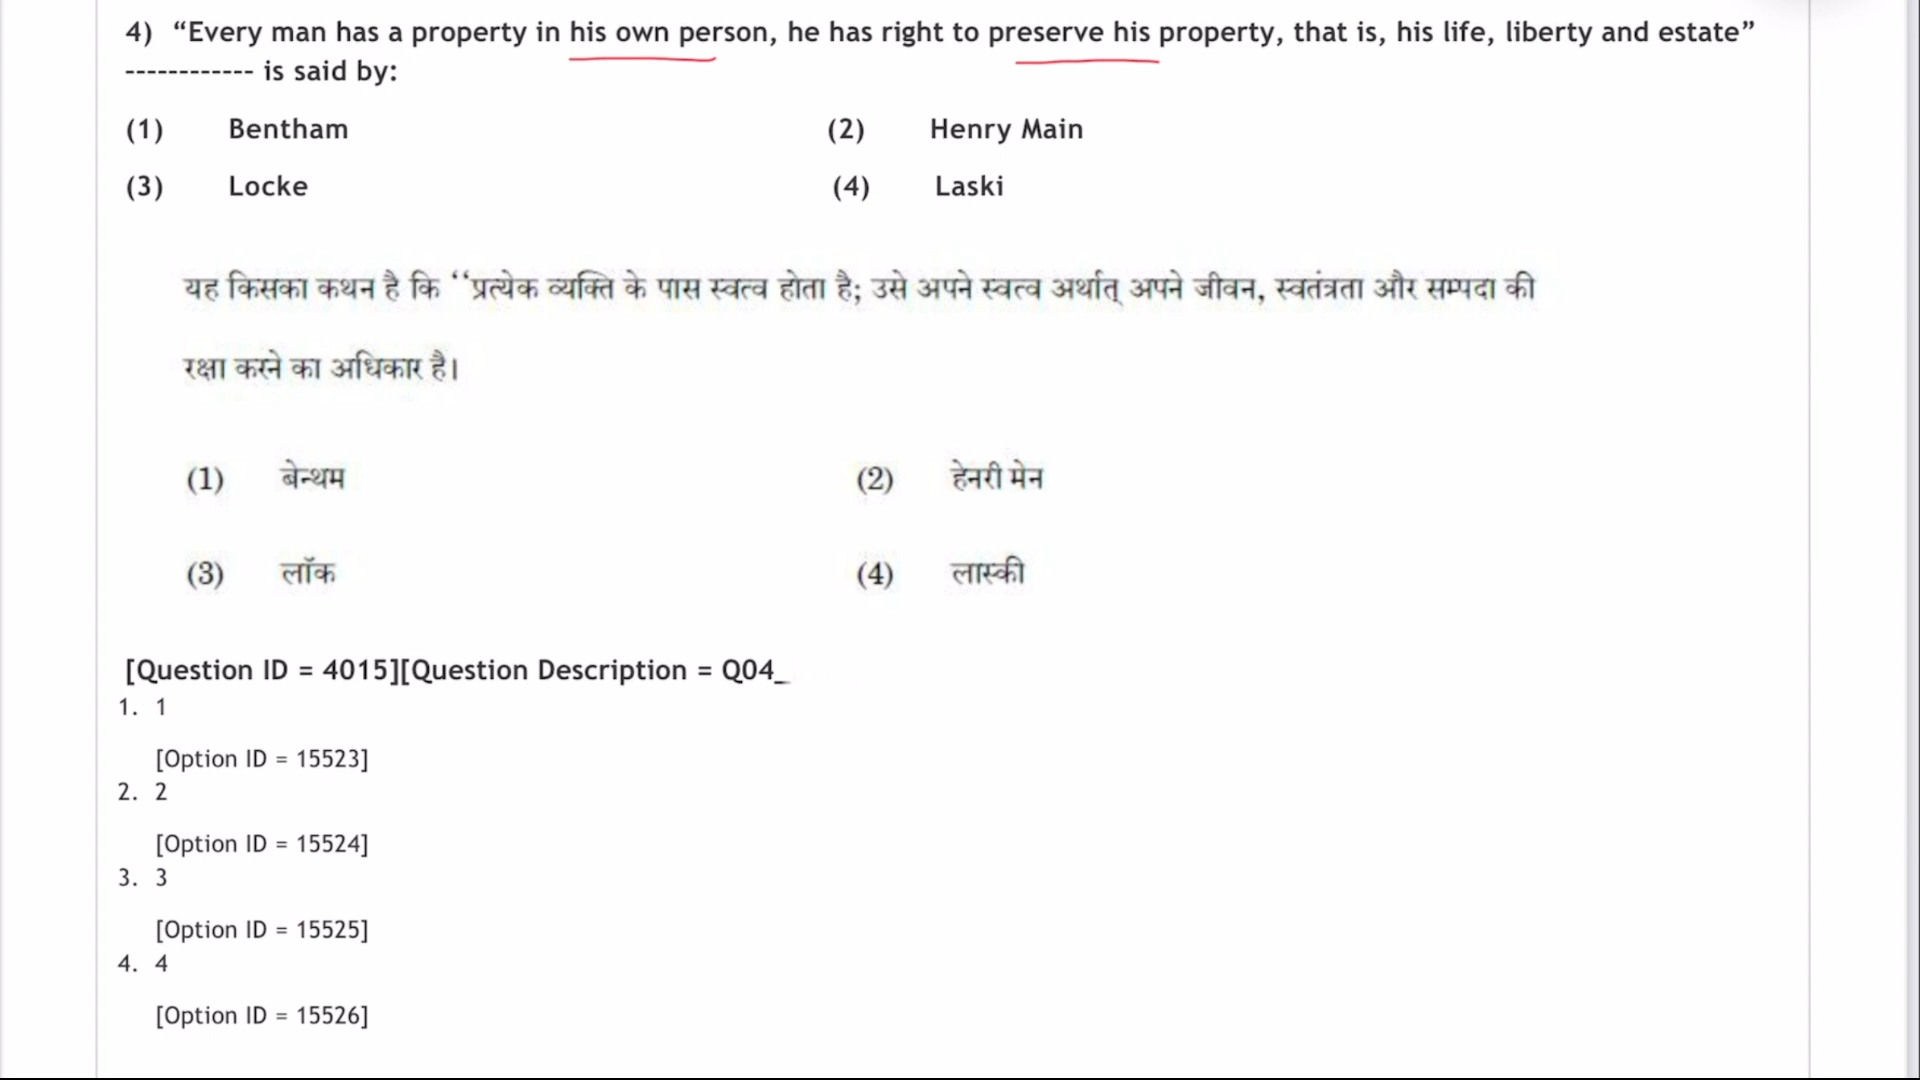 4) “Every man has a property in his own person, he has right to preserve his property, that is, his life, liberty and estate”
------------ is said by:
(1) Bentham (2) Henry Main
(3) Locke (4) Laski
यह किसका कथन है कि ‘‘प्रत्येक व्यक्ति के पास स्वत्व होता है; उसे अपने स्वत्व अर्थात् अपने जीवन, स्वतंत्रता और सम्पदा की
रक्षा करने का अधिकार है।
(1) बेन्थम (2) हेनरी मेन
(3) लॉक (4) लास्की
[Question ID = 4015][Question Description = Q04_
1. 1
[Option ID = 15523]
2. 2
[Option ID = 15524]
3. 3
[Option ID = 15525]
4. 4
[Option ID = 15526]